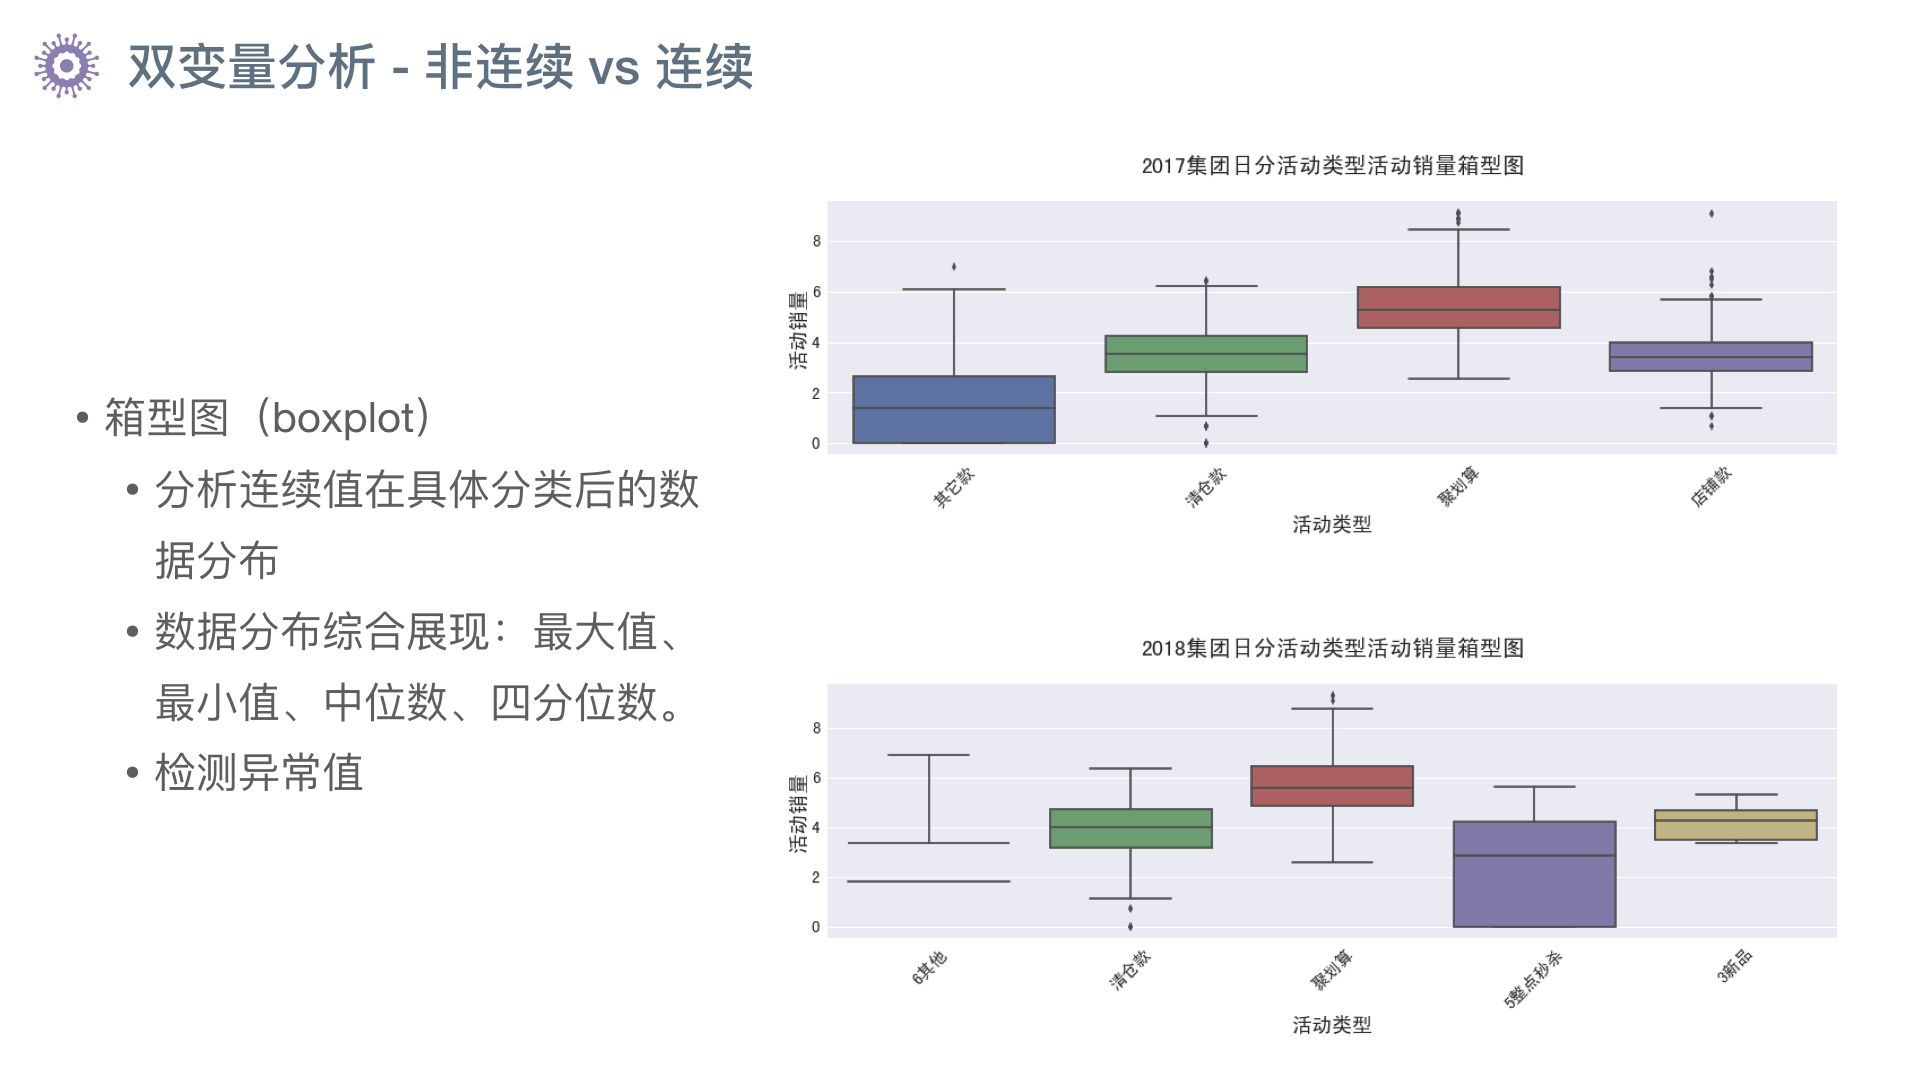 双变量分析 - 非连续 vs 连续
• 箱型图（boxplot）
• 分析连续值在具体分类后的数
据分布
• 数据分布综合展现：最大值、
最小值、中位数、四分位数。
• 检测异常值
2017集团日分活动类型活动销量箱型图
活动销量
8
6
4
2
0
其它款
清仓款
聚划算
店铺款
活动类型
2018集团日分活动类型活动销量箱型图
活动销量
8
6
4
2
0
6其他
清仓款
聚划算
5整点秒杀
3新品
活动类型